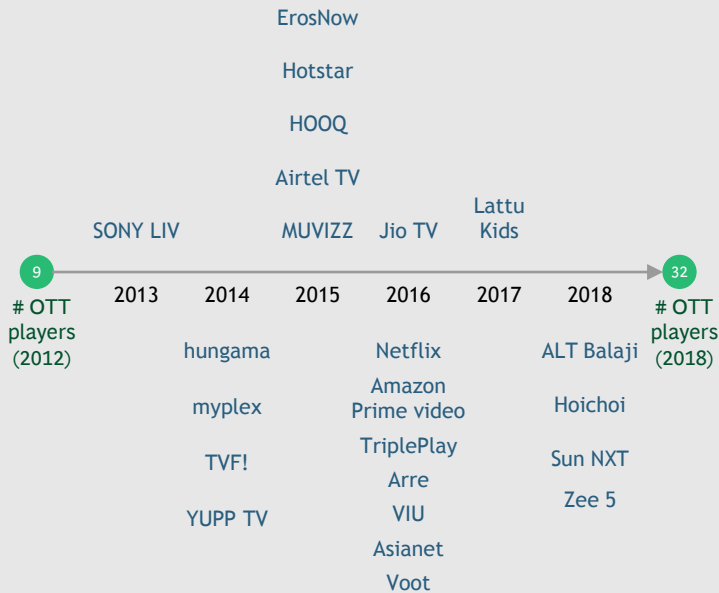 ErosNow
Hotstar
HOOQ
Airtel TV
SONY LIV
MUVIZZ
Jio TV
Lattu
Kids
9
32
# OTT
players
(2012)
2013
2014
2015
2016
2017
2018
# OTT
players
(2018)
hungama
myplex
TVF!
YUPP TV
Netflix
Amazon
Prime video
TriplePlay
Arre
VIU
Asianet
Voot
ALT Balaji
Hoichoi
Sun NXT
Zee 5